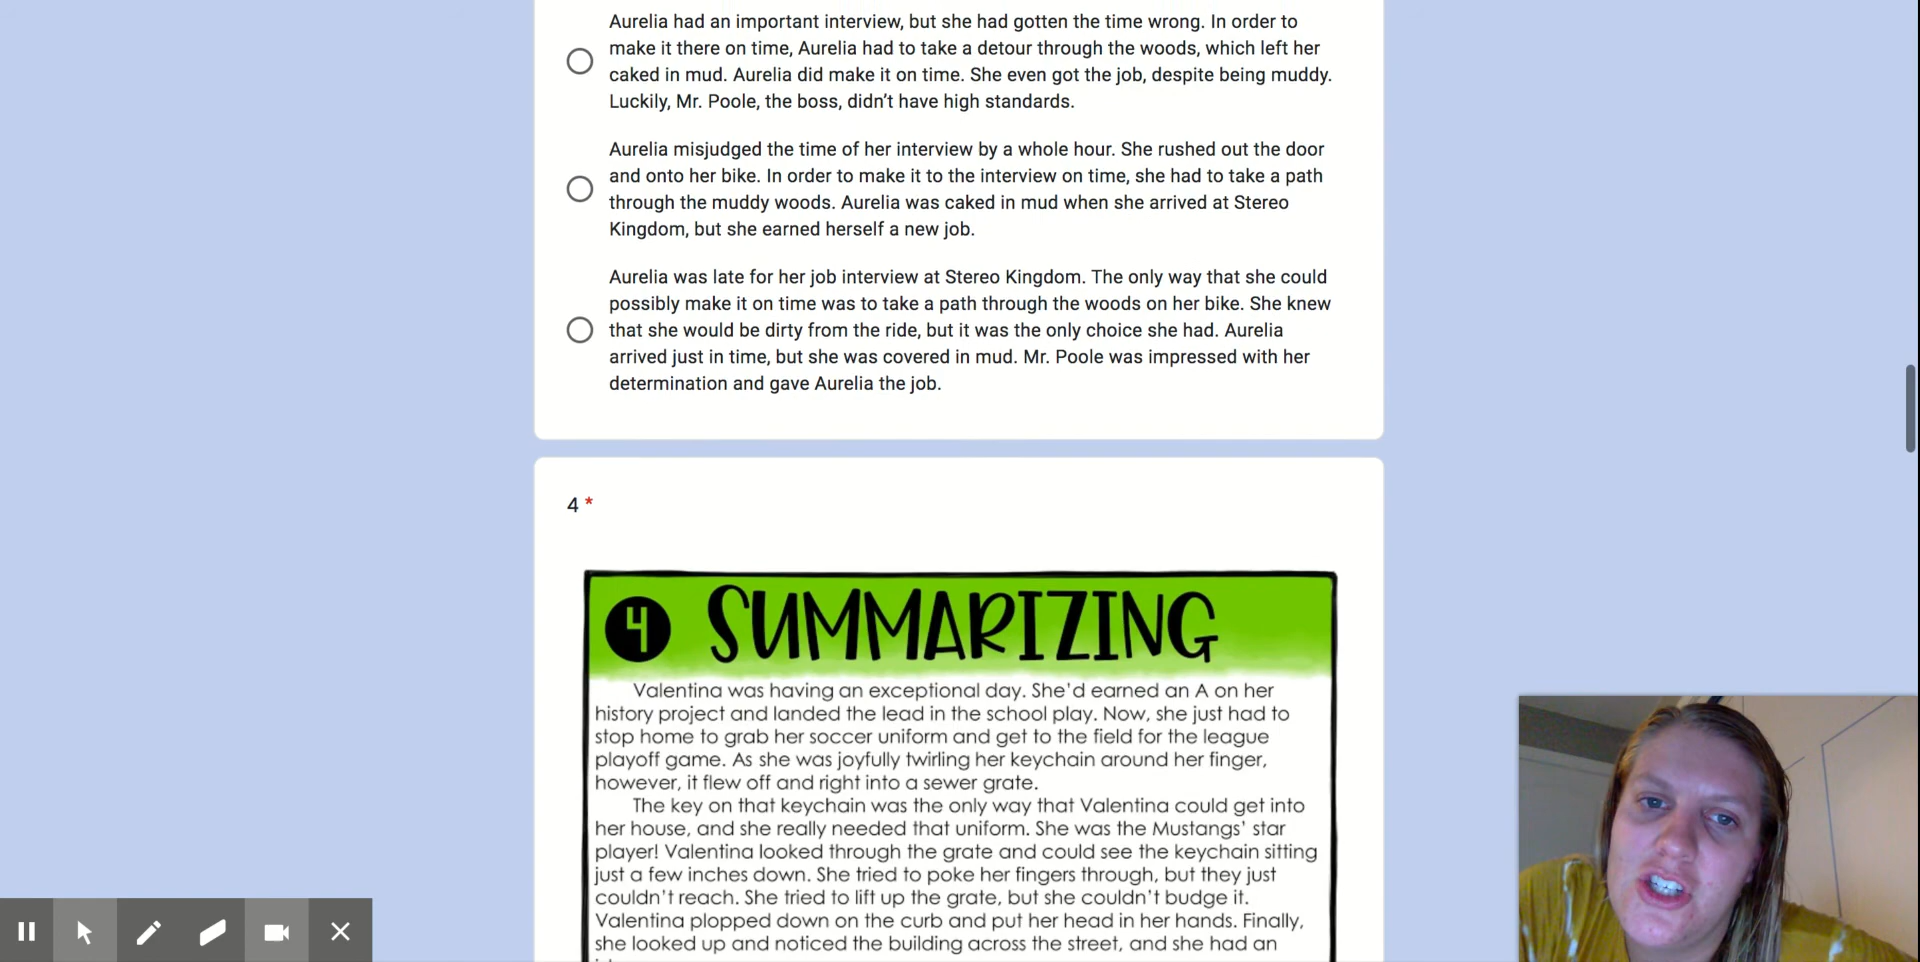 Aurelia had an important interview, but she had gotten the time wrong. In order to
make it there on time, Aurelia had to take a detour through the woods, which left her
caked in mud. Aurelia did make it on time. She even got the job, despite being muddy.
Luckily, Mr. Poole, the boss, didn’t have high standards.
Aurelia misjudged the time of her interview by a whole hour. She rushed out the door
and onto her bike. In order to make it to the interview on time, she had to take a path
through the muddy woods. Aurelia was caked in mud when she arrived at Stereo
Kingdom, but she earned herself a new job.
Aurelia was late for her job interview at Stereo Kingdom. The only way that she could
possibly make it on time was to take a path through the woods on her bike. She knew
that she would be dirty from the ride, but it was the only choice she had. Aurelia
arrived just in time, but she was covered in mud. Mr. Poole was impressed with her
determination and gave Aurelia the job.
4 *
4 SUMMARIZING
Valentina was having an exceptional day. She'd earned an A on her
history project and landed the lead in the school play. Now, she just had to
stop home to grab her soccer uniform and get to the field for the league
playoff game. As she was joyfully twirling her keychain around her finger,
however, it flew off and right into a sewer grate.
The key on that keychain was the only way that Valentina could get into
her house, and she really needed that uniform. She was the Mustangs' star
player! Valentina looked through the grate and could see the keychain sitting
just a few inches down. She tried to poke her fingers through, but they just
couldn't reach. She tried to lift up the grate, but she couldn't budge it.
Valentina plopped down on the curb and put her head in her hands. Finally,
she looked up and noticed the building across the street, and she had an